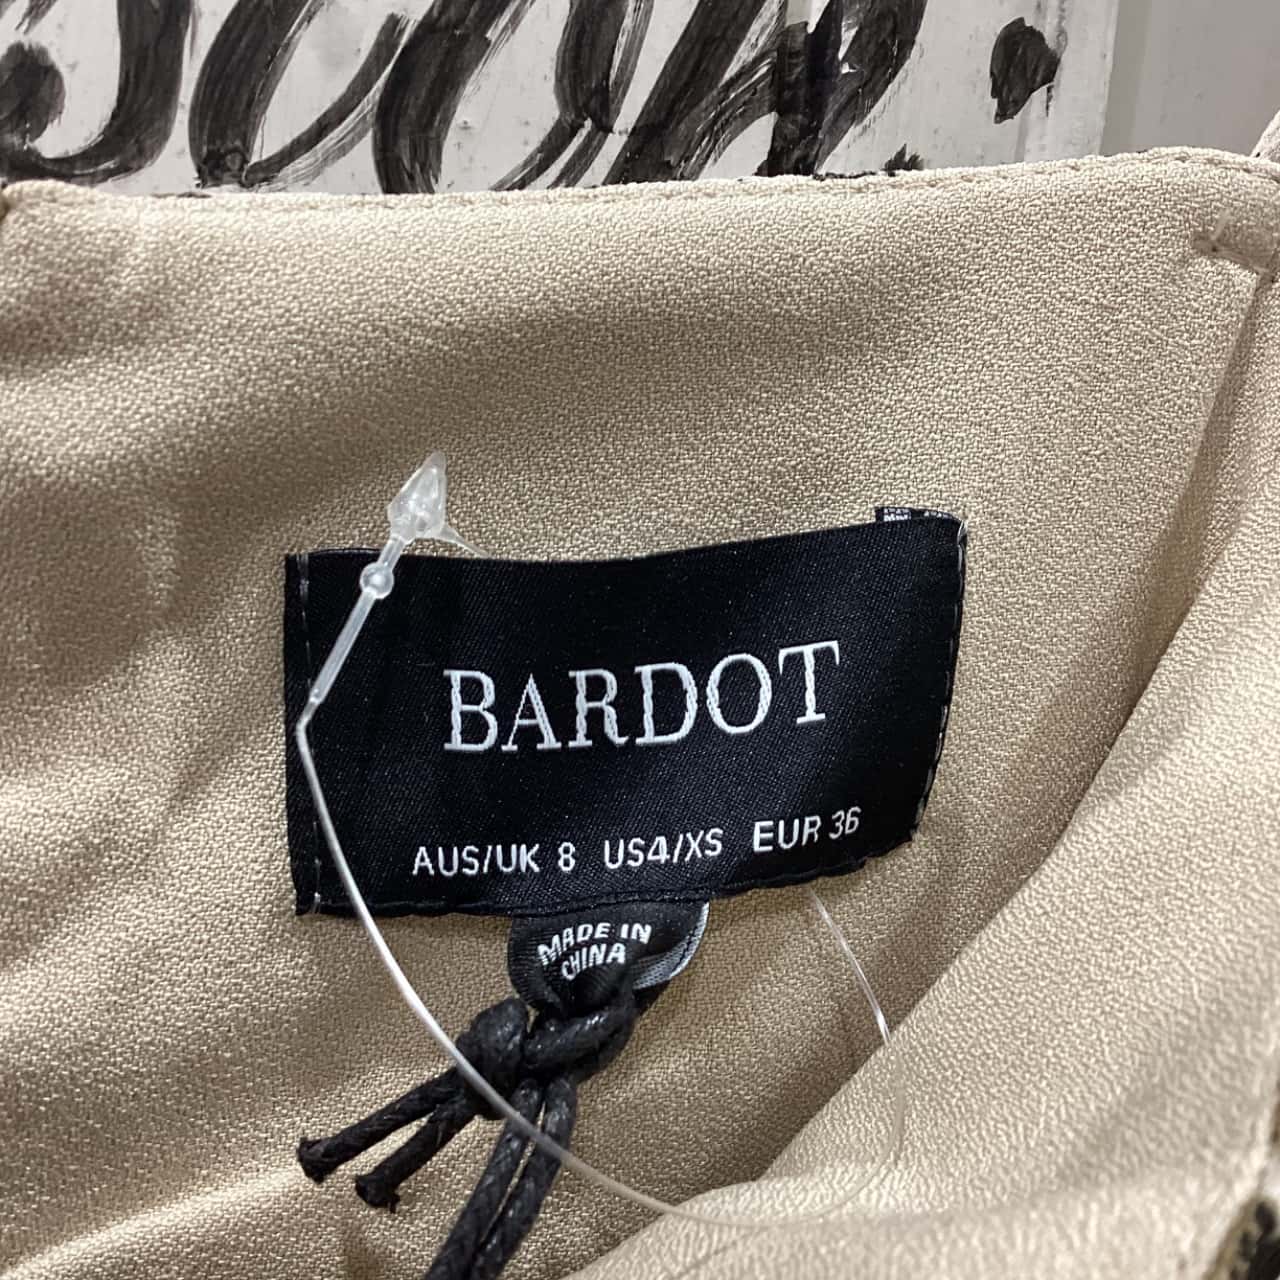 BARDOT
AUS/UK 8 US4/XS EUR 36
MADE IN
CHINA